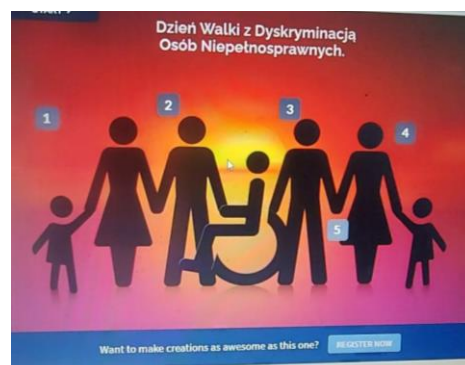 Dzień Walki z Dyskryminacją
Osób Niepełnosprawnych.
1
2
3
4
5
Want to make creations as awesome as this one?
REGISTER NOW